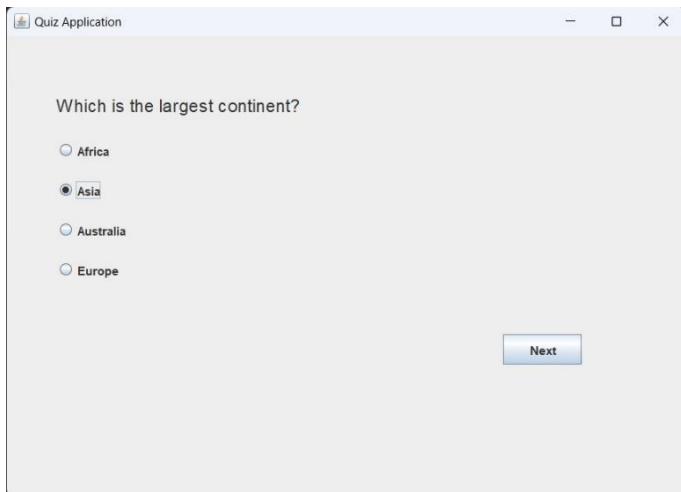 Quiz Application
Which is the largest continent?
Africa
Asia
Australia
Europe
Next